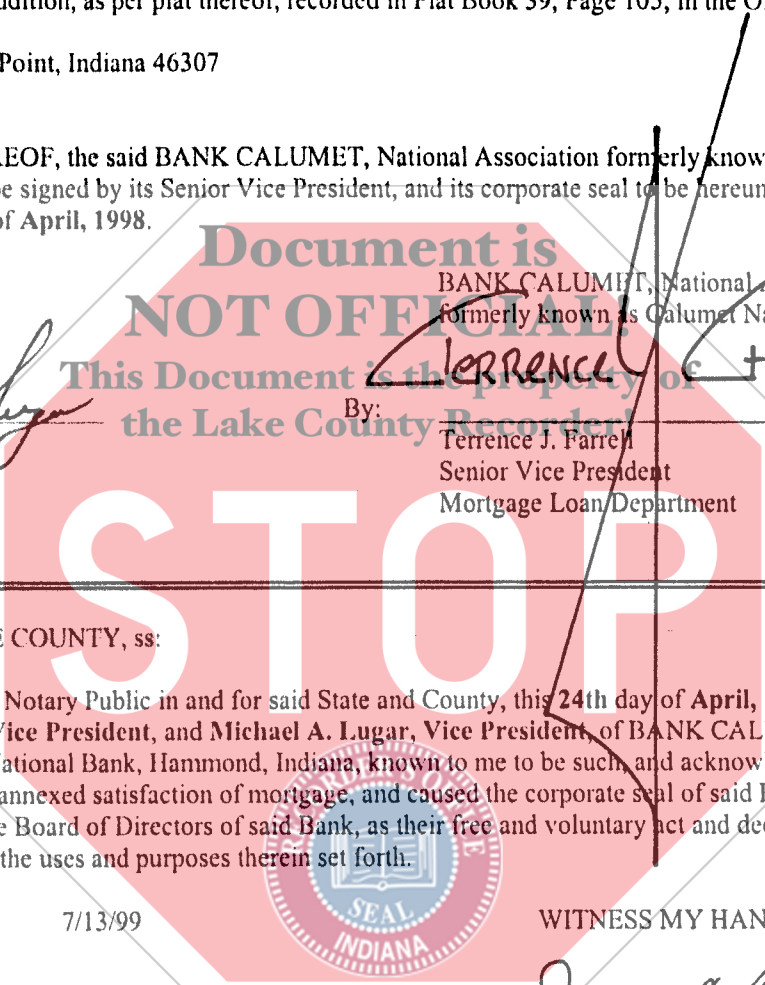 ddition, as per plat thereof, recorded in Plat Book 39, Page 105, in the O
Point, Indiana 46307
EOF, the said BANK CALUMET, National Association formerly know
e signed by its Senior Vice President, and its corporate seal to be hereun
of April, 1998.
Document is
NOT OFFICIAL!
This Document is the property of
the Lake County Recorder!
BANK CALUMET, National
formerly known as Calumet Na
Terrence
By:
Terrence J. Farrell
Senior Vice President
Mortgage Loan Department
STOP
E COUNTY, ss:
Notary Public in and for said State and County, this 24th day of April,
Vice President, and Michael A. Lugar, Vice President, of BANK CAL
ational Bank, Hammond, Indiana, known to me to be such, and acknow
annexed satisfaction of mortgage, and caused the corporate seal of said
e Board of Directors of said Bank, as their free and voluntary act and dee
the uses and purposes therein set forth.
RECORDER'S OFFICE
SEAL
INDIANA
7/13/99
WITNESS MY HAN